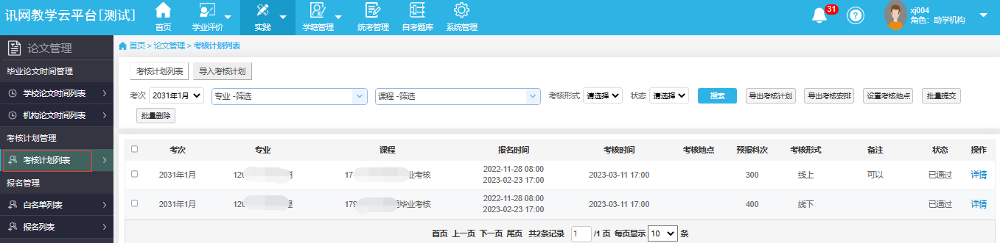 讯网教学云平台[测试]
首页 学业评价 实践 学籍管理 统考管理 自考题库 系统管理
31
xj004
角色：助学机构
论文管理
首页 > 论文管理 > 考核计划列表
毕业论文时间管理
学校论文时间列表
机构论文时间列表
考核计划管理
考核计划列表
报名管理
白名单列表
报名列表
考核计划列表 导入考核计划
考次 2031年1月 专业 -筛选 课程 -筛选 考核形式 请选择 状态 请选择 搜索 导出考核计划 导出考核安排 设置考核地点 批量提交
批量删除
考次 专业 课程 报名时间 考核时间 考核地点 预报科次 考核形式 备注 状态 操作
2031年1月 120 17 业考核 2022-11-28 08:00 2023-03-11 17:00 300 线上 可以 已通过 详情
2023-02-23 17:00
2031年1月 120 理 179 理毕业考核 2022-11-28 08:00 2023-03-11 17:00 400 线下 已通过 详情
2023-02-23 17:00
首页 上一页 下一页 尾页 共2条记录 1 /1 页 每页显示 10 条